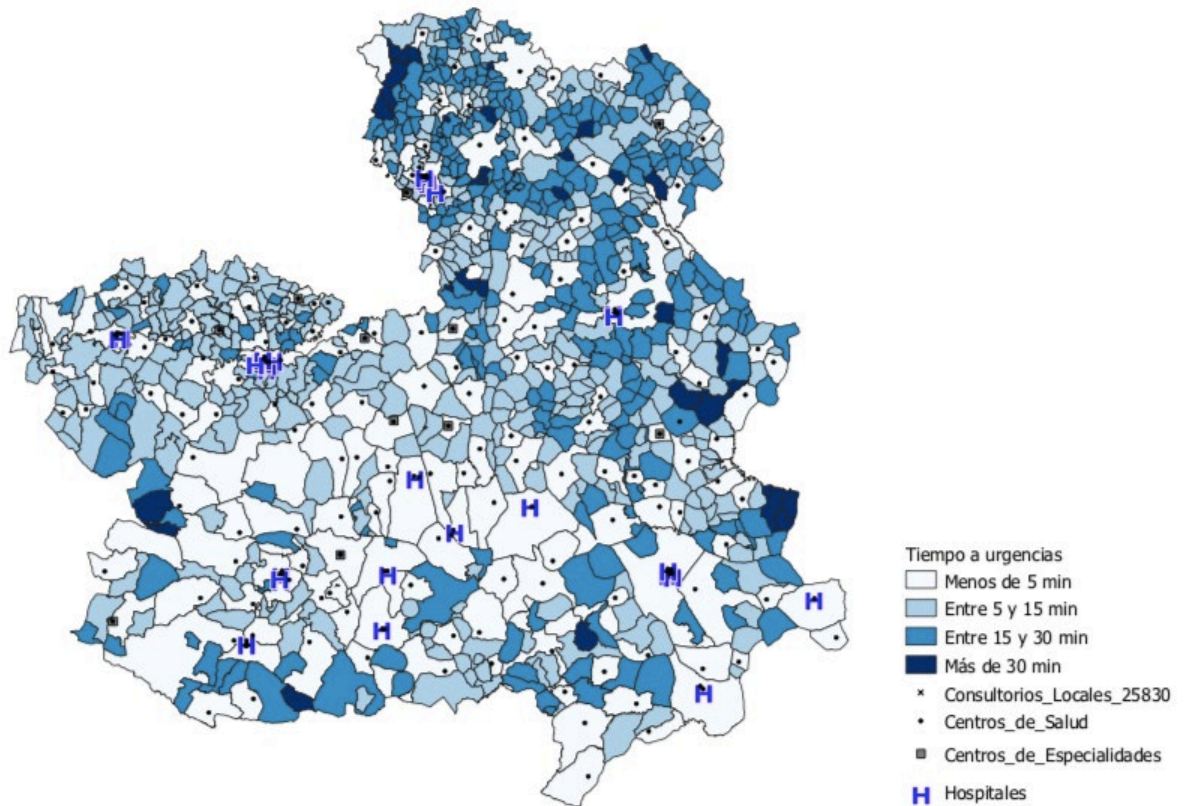 Tiempo a urgencias
Menos de 5 min
Entre 5 y 15 min
Entre 15 y 30 min
Más de 30 min
Consultorios_Locales_25830
Centros_de_Salud
Centros_de_Especialidades
H Hospitales